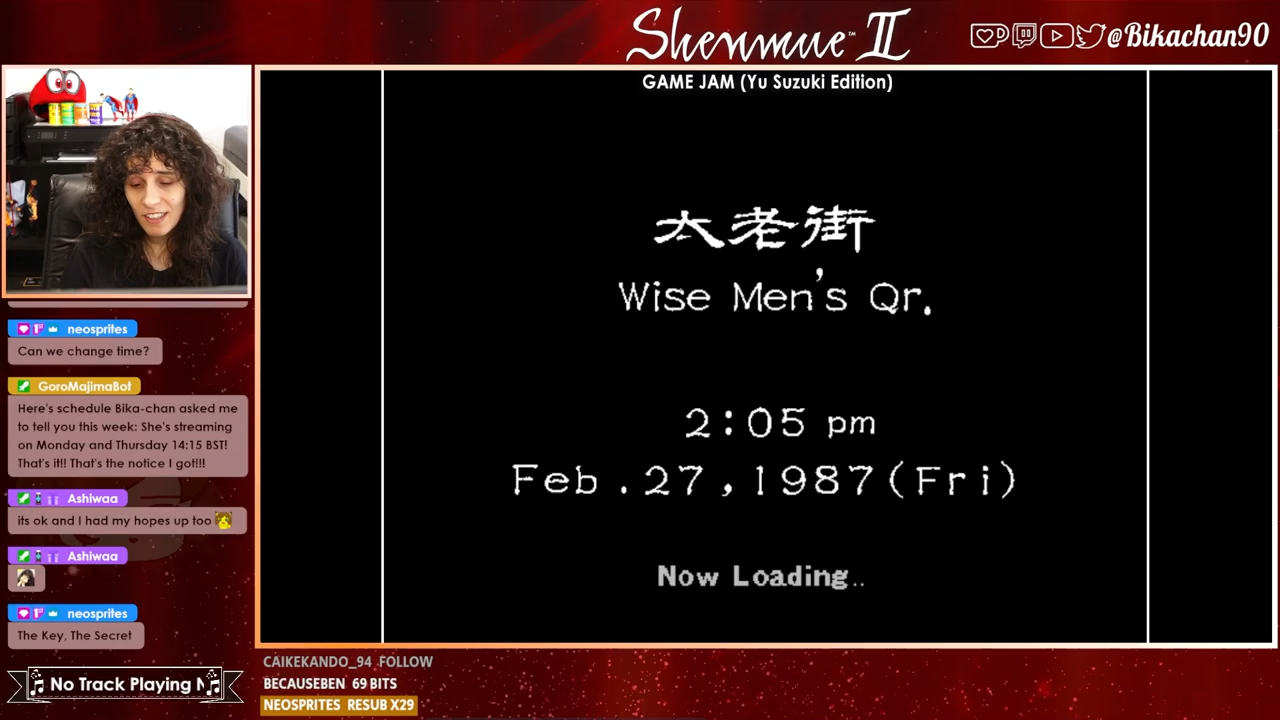 Shenmue™ II
@Bikachan90
GAME JAM (Yu Suzuki Edition)
太老街
Wise Men's Qr.
2:05 pm
Feb.27,1987(Fri)
Now Loading..
neosprites
Can we change time?
GoroMajimaBot
Here's schedule Bika-chan asked me
to tell you this week: She's streaming
on Monday and Thursday 14:15 BST!
That's it!! That's the notice I got!!!
Ashiwaa
its ok and I had my hopes up too
Ashiwaa
neosprites
The Key, The Secret
No Track Playing
CAIKEKANDO_94 FOLLOW
BECAUSEBEN 69 BITS
NEOSPRITES RESUB X29